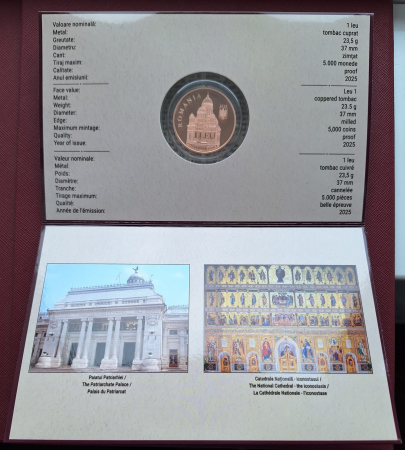 Valoare nominală: 1 leu
Metal: tombac cuprat
Greutate: 23,5 g
Diametru: 37 mm
Cant: zimțat
Tiraj maxim: 5.000 monede
Calitate: proof
Anul emisiunii: 2025
Face value: Leu 1
Metal: coppered tombac
Weight: 23.5 g
Diameter: 37 mm
Edge: milled
Maximum mintage: 5,000 coins
Quality: proof
Year of issue: 2025
Valeur nominale: 1 leu
Métal: tombac cuivré
Poids: 23,5 g
Diamètre: 37 mm
Tranche: cannelée
Tirage maximum: 5.000 pièces
Qualité: belle épreuve
Année de l'émission: 2025
ROMANIA
1 LEU
Palatul Patriarhiei /
The Patriarchate Palace /
Palais du Patriarcat
Catedrala Națională - iconostasul /
The National Cathedral - the iconostasis /
La Cathédrale Nationale - l'iconostase